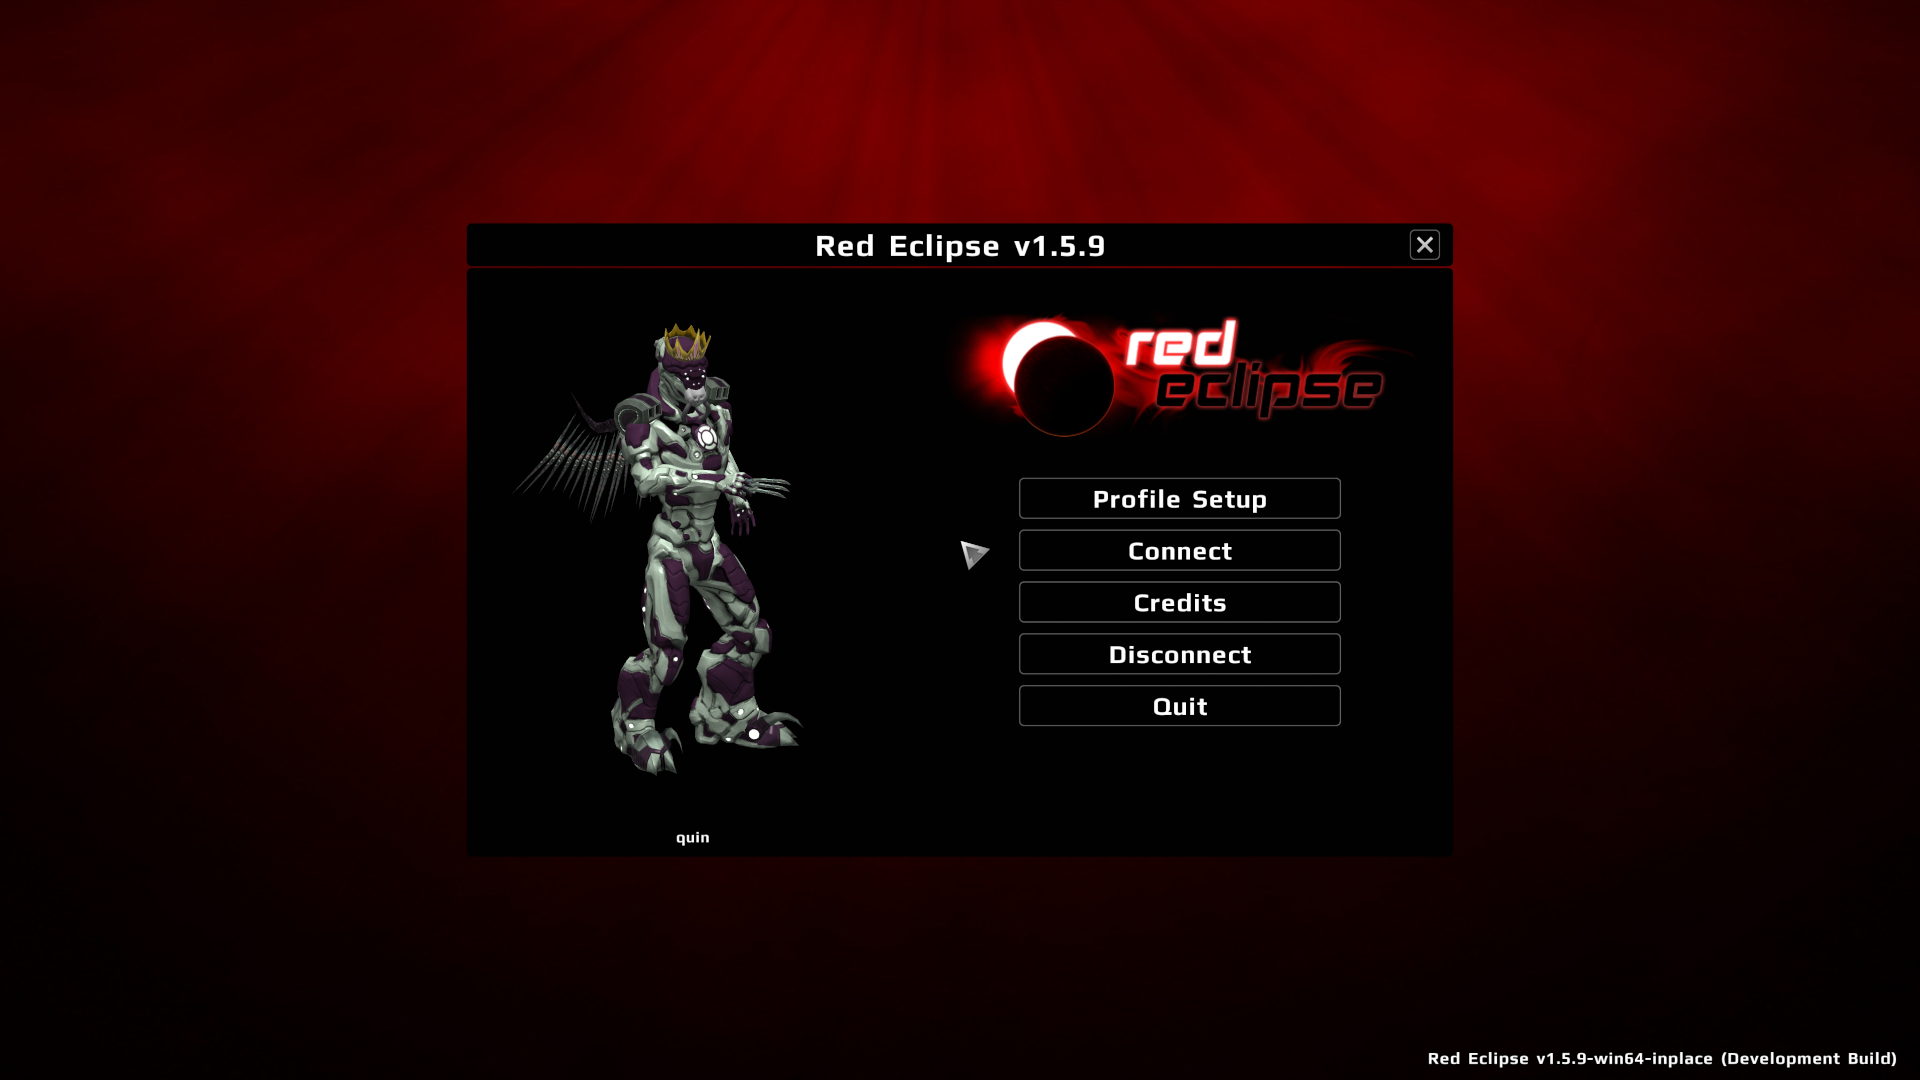 Red Eclipse v1.5.9
red
eclipse
Profile Setup
Connect
Credits
Disconnect
Quit
quin
Red Eclipse v1.5.9-win64-inplace (Development Build)